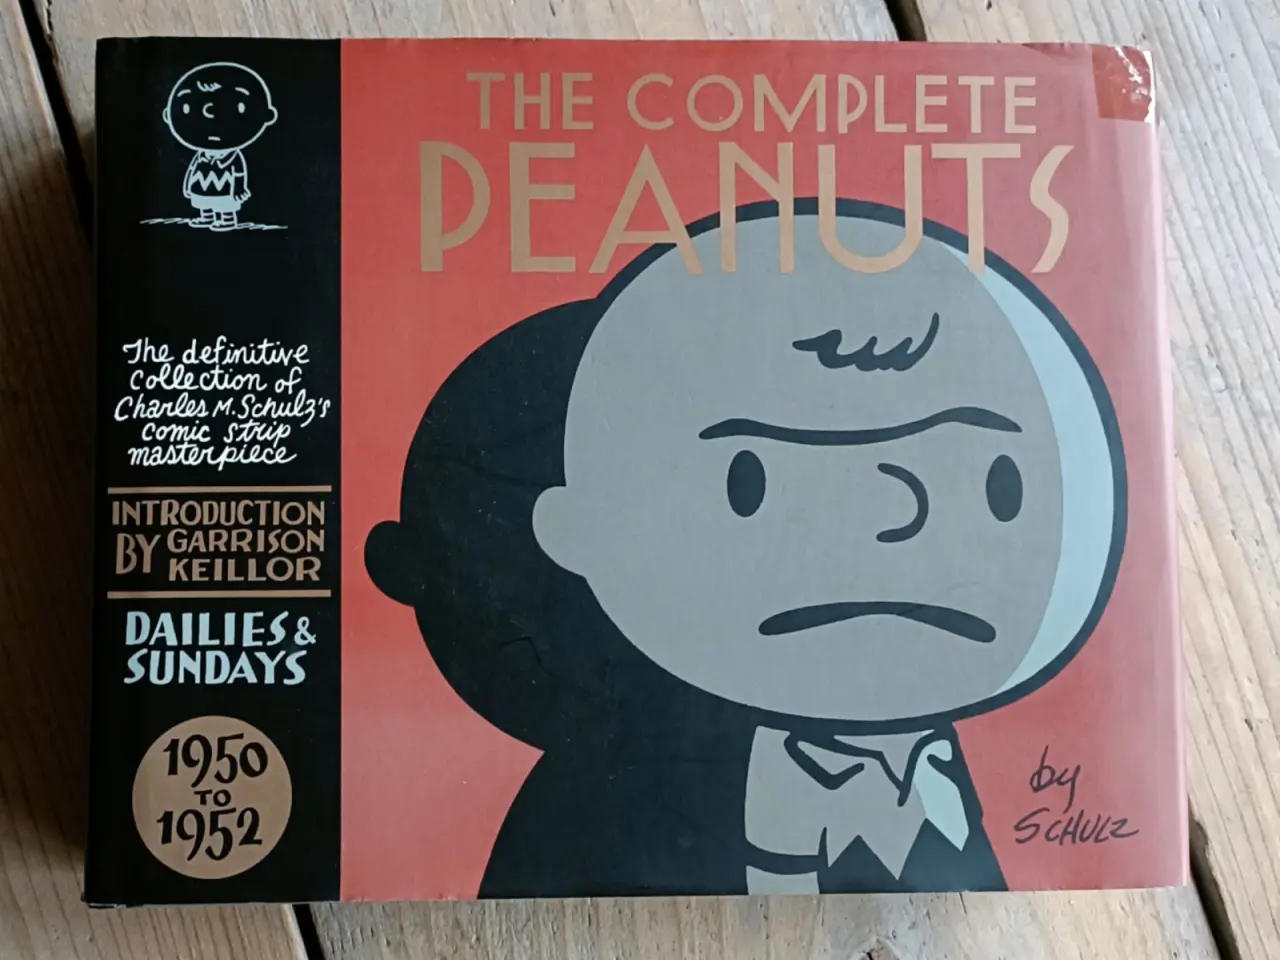 THE COMPLETE
PEANUTS
The definitive
collection of
Charles M. Schulz's
comic strip
masterpiece
INTRODUCTION
BY GARRISON
KEILLOR
DAILIES &
SUNDAYS
1950
TO
1952
by
SCHULZ